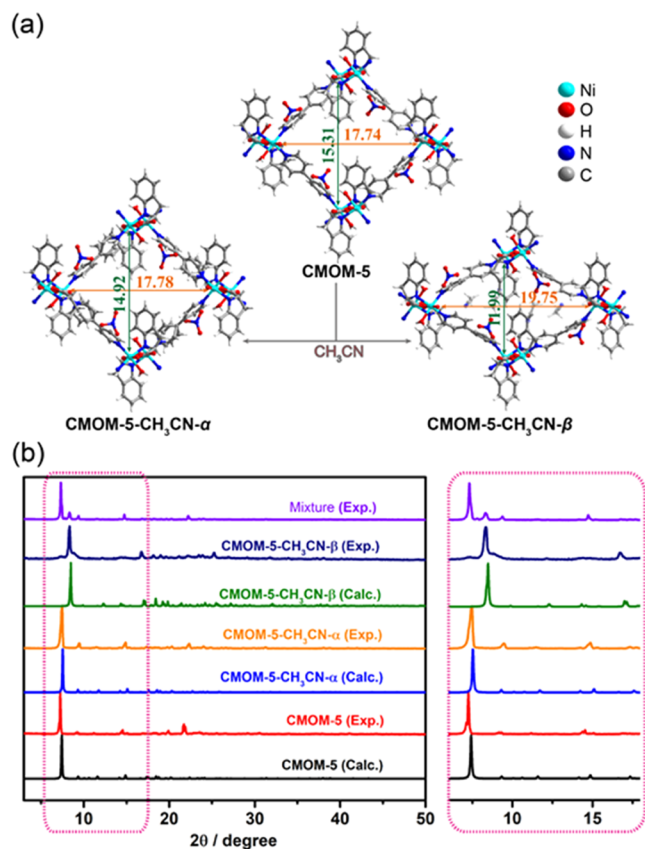 (a)
Ni
O
H
N
C
15.31
17.74
CMOM-5
14.92
17.78
11.99
19.75
CH₃CN
CMOM-5-CH₃CN-α
CMOM-5-CH₃CN-β
(b)
Mixture (Exp.)
CMOM-5-CH₃CN-β (Exp.)
CMOM-5-CH₃CN-β (Calc.)
CMOM-5-CH₃CN-α (Exp.)
CMOM-5-CH₃CN-α (Calc.)
CMOM-5 (Exp.)
CMOM-5 (Calc.)
10 20 30 40 50 10 15
2θ / degree